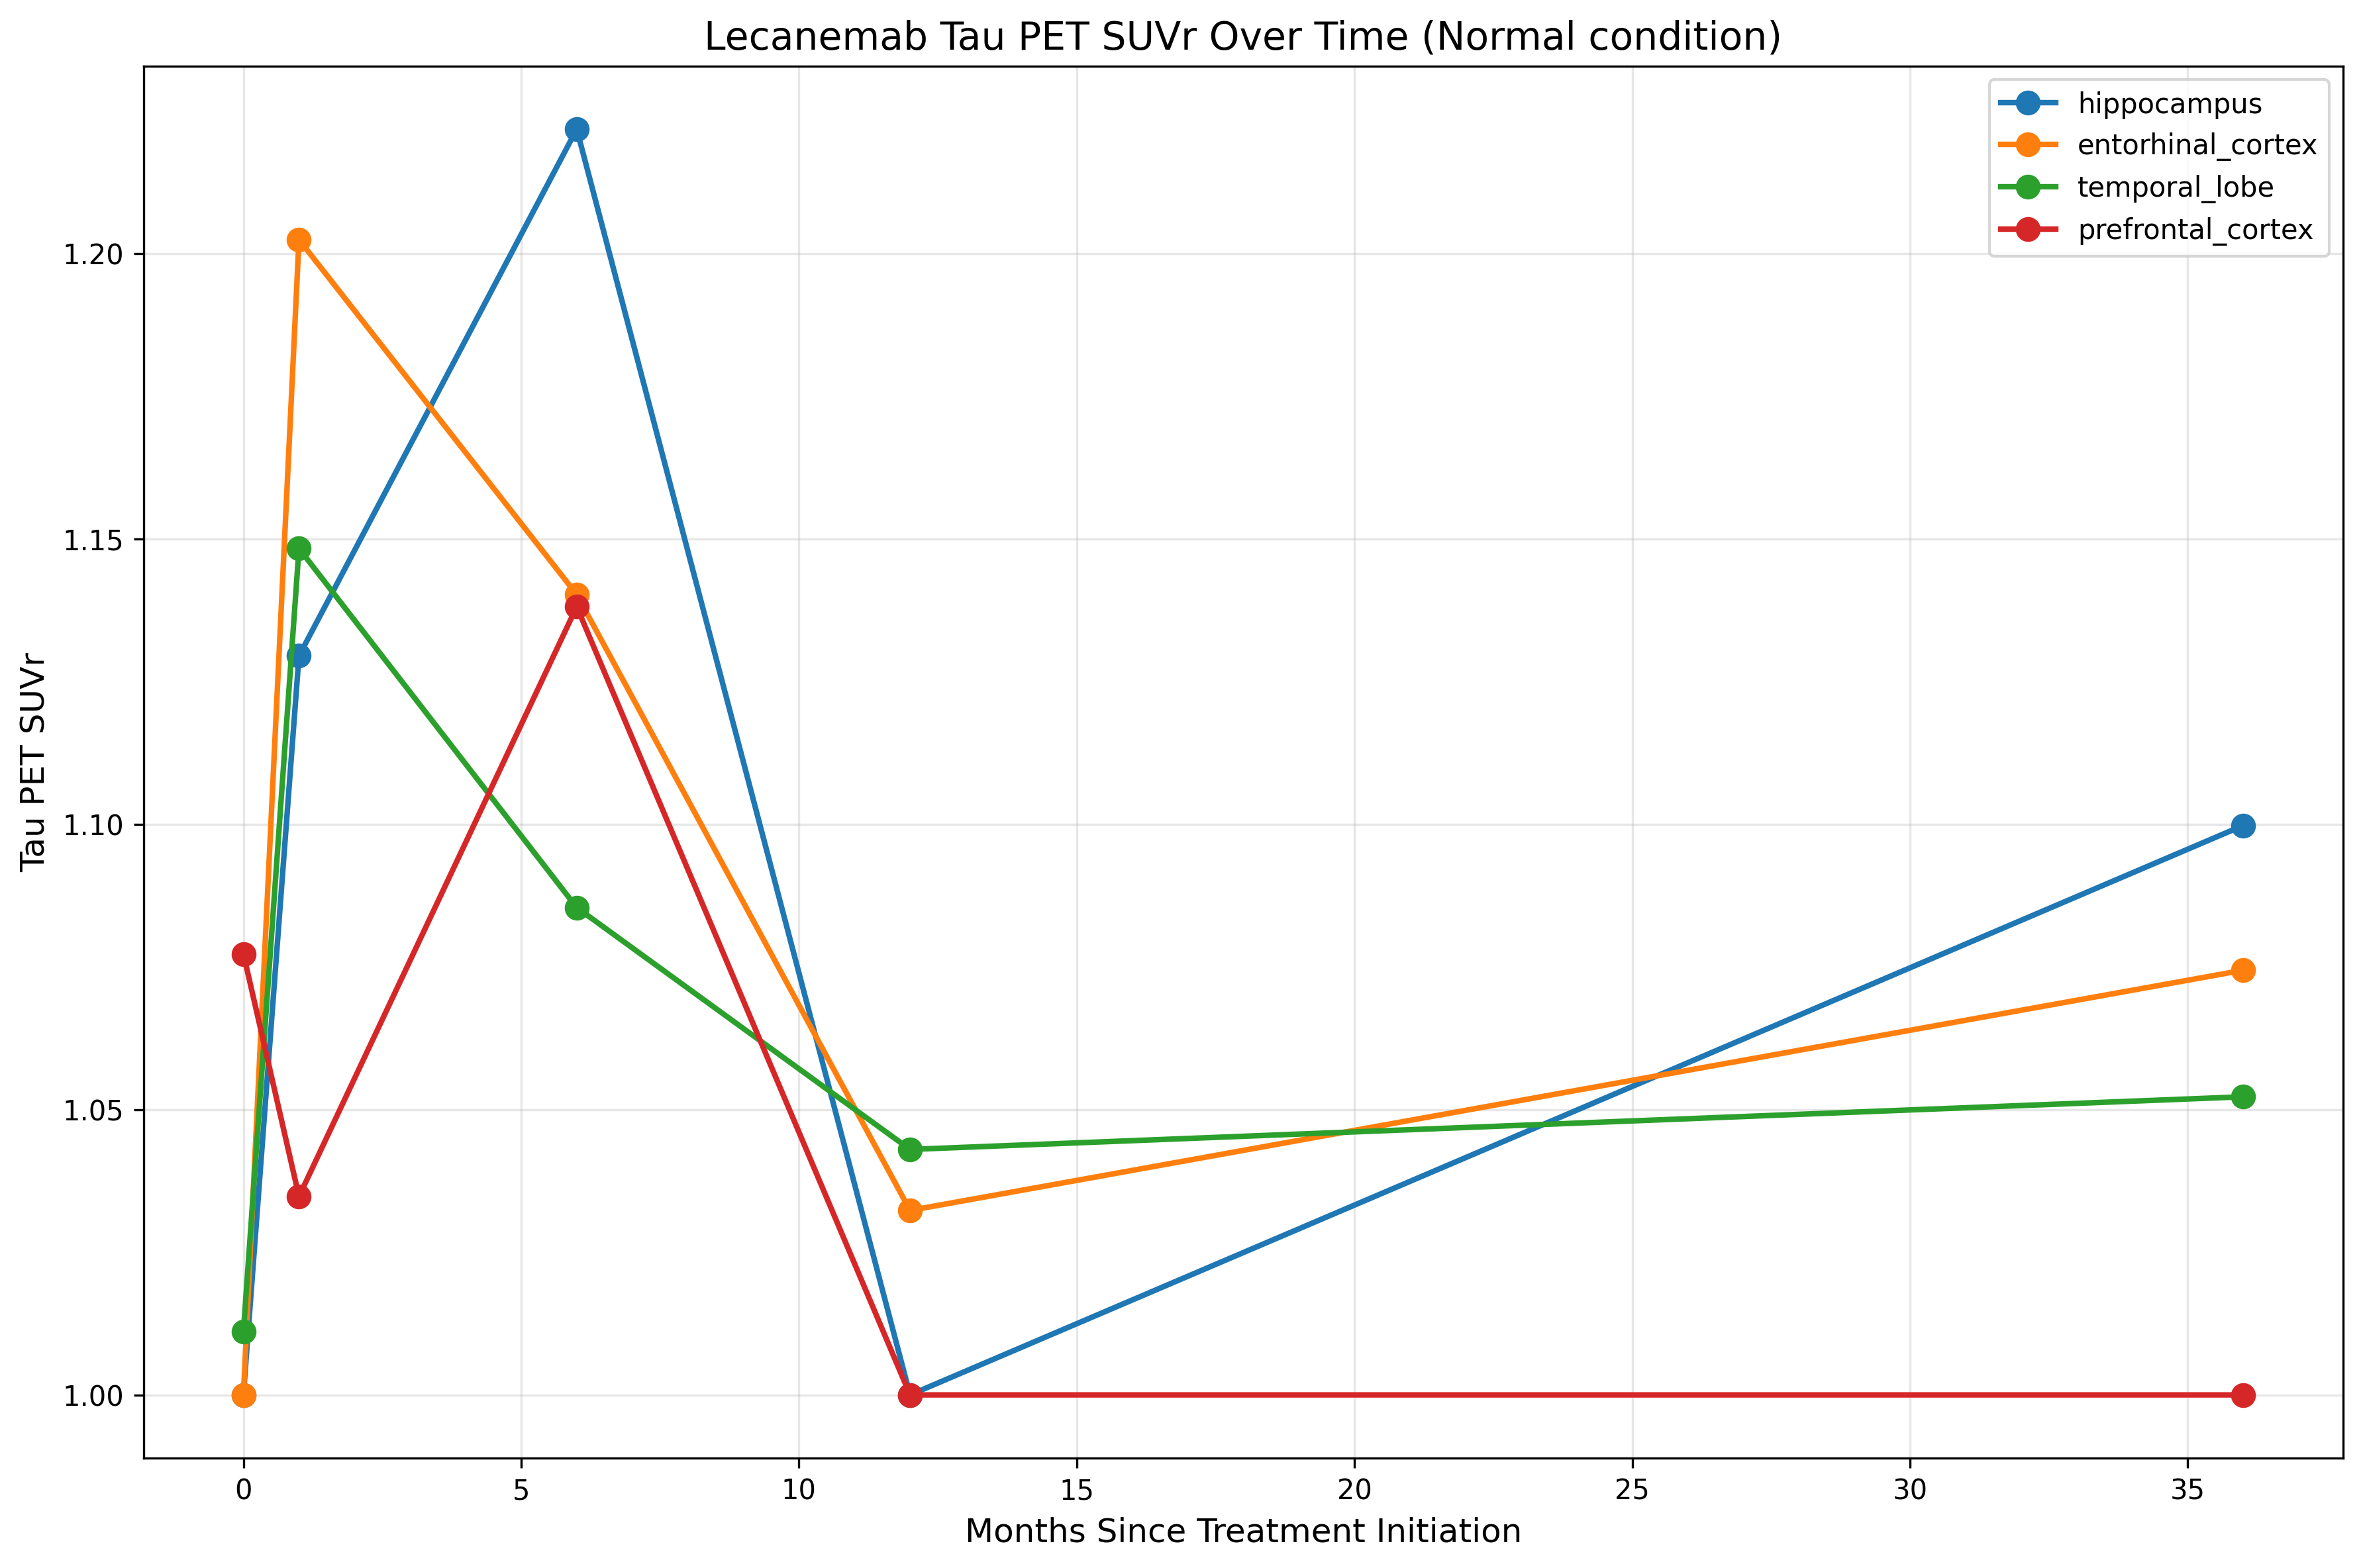 Lecanemab Tau PET SUVr Over Time (Normal condition)
hippocampus
entorhinal_cortex
temporal_lobe
prefrontal_cortex
Tau PET SUVr
1.20
1.15
1.10
1.05
1.00
0 5 10 15 20 25 30 35
Months Since Treatment Initiation